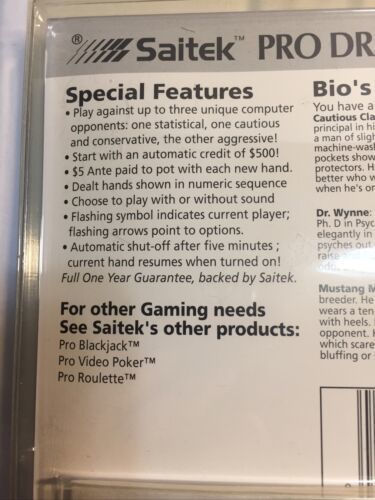 ® Saitek™ PRO DR
Special Features
• Play against up to three unique computer
opponents: one statistical, one cautious
and conservative, the other aggressive!
• Start with an automatic credit of $500!
• $5 Ante paid to pot with each new hand.
• Dealt hands shown in numeric sequence
• Choose to play with or without sound
• Flashing symbol indicates current player;
flashing arrows point to options.
• Automatic shut-off after five minutes ;
current hand resumes when turned on!
Full One Year Guarantee, backed by Saitek.
For other Gaming needs
See Saitek's other products:
Pro Blackjack™
Pro Video Poker™
Pro Roulette™
Bio's
You have a
Cautious Cla
principal in hi
a man of sligh
machine-wash
pockets show
protectors. H
better who w
when he's or
Dr. Wynne:
Ph. D in Psyc
elegantly in
psyches out
raise and
Mustang M
breeder. He
wears a ten
with heels.
opponent. H
which scare
bluffing or